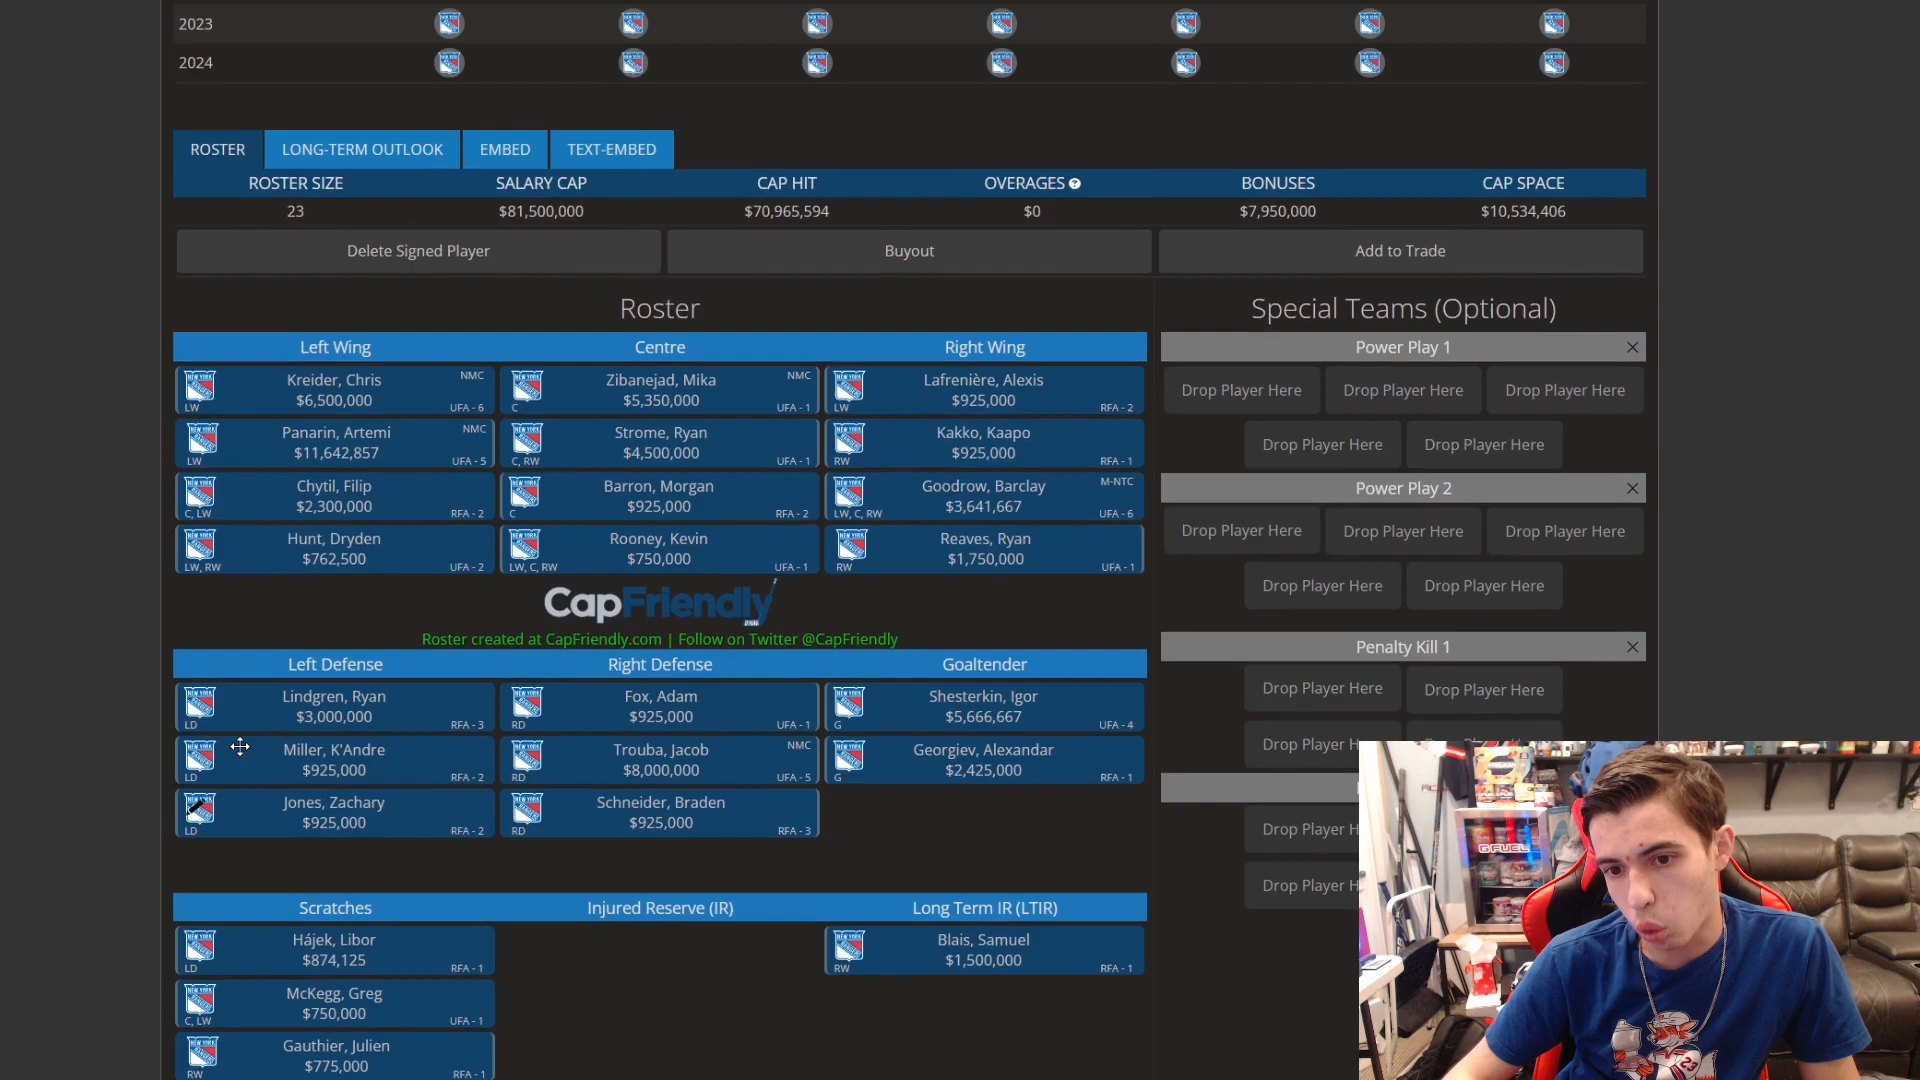 2023
2024
ROSTER LONG-TERM OUTLOOK EMBED TEXT-EMBED
ROSTER SIZE SALARY CAP CAP HIT OVERAGES ? BONUSES CAP SPACE
23 $81,500,000 $70,965,594 $0 $7,950,000 $10,534,406
Delete Signed Player Buyout Add to Trade
Roster
Left Wing Centre Right Wing
Kreider, Chris NMC
$6,500,000
LW UFA - 6
Zibanejad, Mika NMC
$5,350,000
C UFA - 1
Lafrenière, Alexis
$925,000
LW RFA - 2
Panarin, Artemi NMC
$11,642,857
LW UFA - 5
Strome, Ryan
$4,500,000
C, RW UFA - 1
Kakko, Kaapo
$925,000
RW RFA - 1
Chytil, Filip
$2,300,000
C, LW RFA - 2
Barron, Morgan
$925,000
C RFA - 2
Goodrow, Barclay M-NTC
$3,641,667
LW, C, RW UFA - 6
Hunt, Dryden
$762,500
LW, RW UFA - 2
Rooney, Kevin
$750,000
LW, C, RW UFA - 1
Reaves, Ryan
$1,750,000
RW UFA - 1
CapFriendly
Roster created at CapFriendly.com | Follow on Twitter @CapFriendly
Left Defense Right Defense Goaltender
Lindgren, Ryan
$3,000,000
LD RFA - 3
Fox, Adam
$925,000
RD UFA - 1
Shesterkin, Igor
$5,666,667
G UFA - 4
Miller, K'Andre
$925,000
LD RFA - 2
Trouba, Jacob NMC
$8,000,000
RD UFA - 5
Georgiev, Alexandar
$2,425,000
G RFA - 1
Jones, Zachary
$925,000
LD RFA - 2
Schneider, Braden
$925,000
RD RFA - 3
Scratches Injured Reserve (IR) Long Term IR (LTIR)
Hájek, Libor
$874,125
LD RFA - 1
Blais, Samuel
$1,500,000
RW RFA - 1
McKegg, Greg
$750,000
C, LW UFA - 1
Gauthier, Julien
$775,000
RW RFA - 1
Special Teams (Optional)
Power Play 1
Drop Player Here Drop Player Here Drop Player Here
Drop Player Here Drop Player Here
Power Play 2
Drop Player Here Drop Player Here Drop Player Here
Drop Player Here Drop Player Here
Penalty Kill 1
Drop Player Here Drop Player Here
Drop Pla
Drop Player H
Drop Player H
G FUEL
23